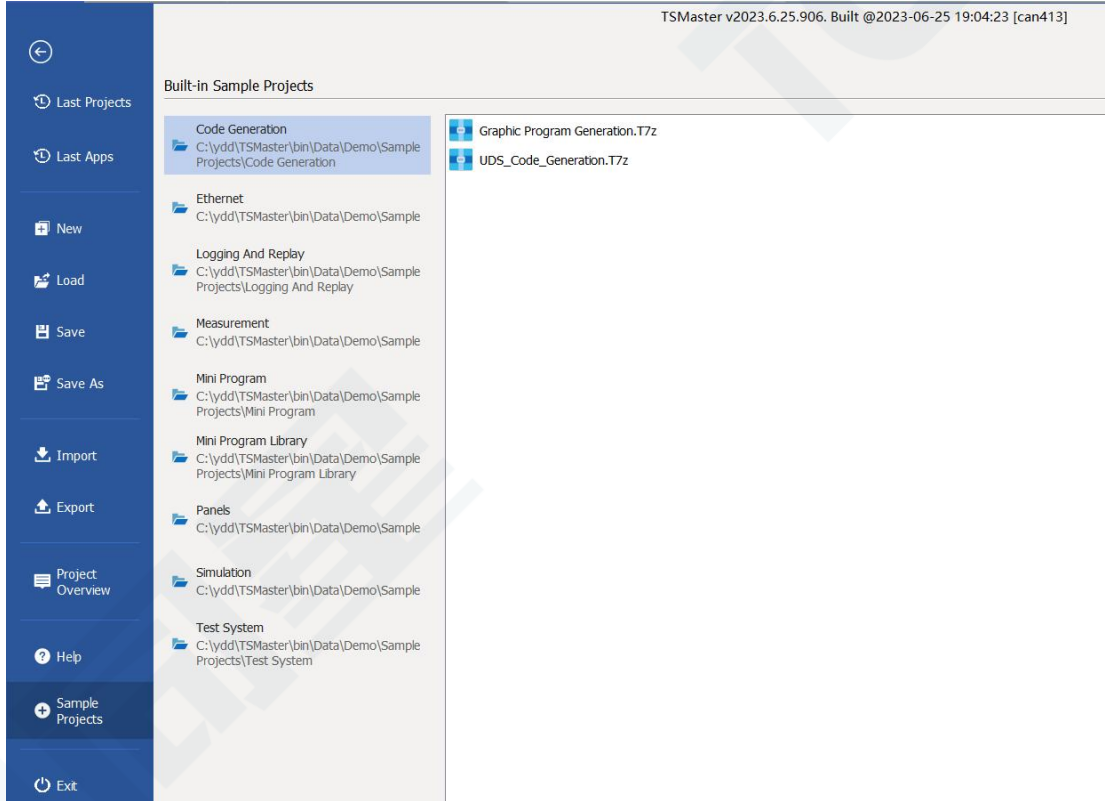 TSMaster v2023.6.25.906. Built @2023-06-25 19:04:23 [can413]
Last Projects
Last Apps
New
Load
Save
Save As
Import
Export
Project
Overview
Help
Sample
Projects
Exit
Built-in Sample Projects
Code Generation
C:\ydd\TSMaster\bin\Data\Demo\Sample
Projects\Code Generation
Ethernet
C:\ydd\TSMaster\bin\Data\Demo\Sample
Logging And Replay
C:\ydd\TSMaster\bin\Data\Demo\Sample
Projects\Logging And Replay
Measurement
C:\ydd\TSMaster\bin\Data\Demo\Sample
Mini Program
C:\ydd\TSMaster\bin\Data\Demo\Sample
Projects\Mini Program
Mini Program Library
C:\ydd\TSMaster\bin\Data\Demo\Sample
Projects\Mini Program Library
Panels
C:\ydd\TSMaster\bin\Data\Demo\Sample
Simulation
C:\ydd\TSMaster\bin\Data\Demo\Sample
Test System
C:\ydd\TSMaster\bin\Data\Demo\Sample
Projects\Test System
Graphic Program Generation.T7z
UDS_Code_Generation.T7z